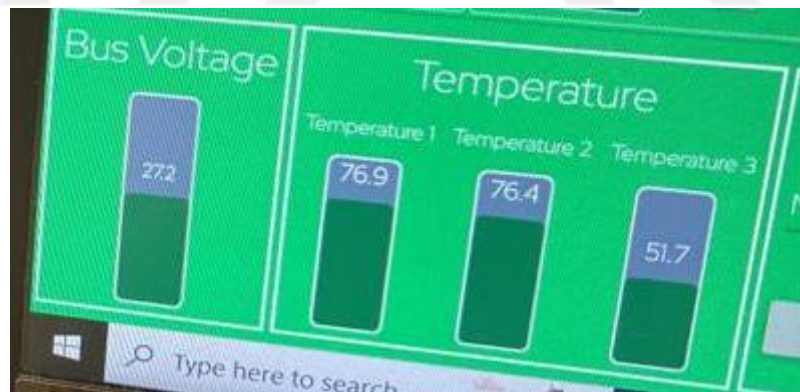 Bus Voltage
27.2
Temperature
Temperature 1 Temperature 2 Temperature 3
76.9 76.4 51.7
Type here to search